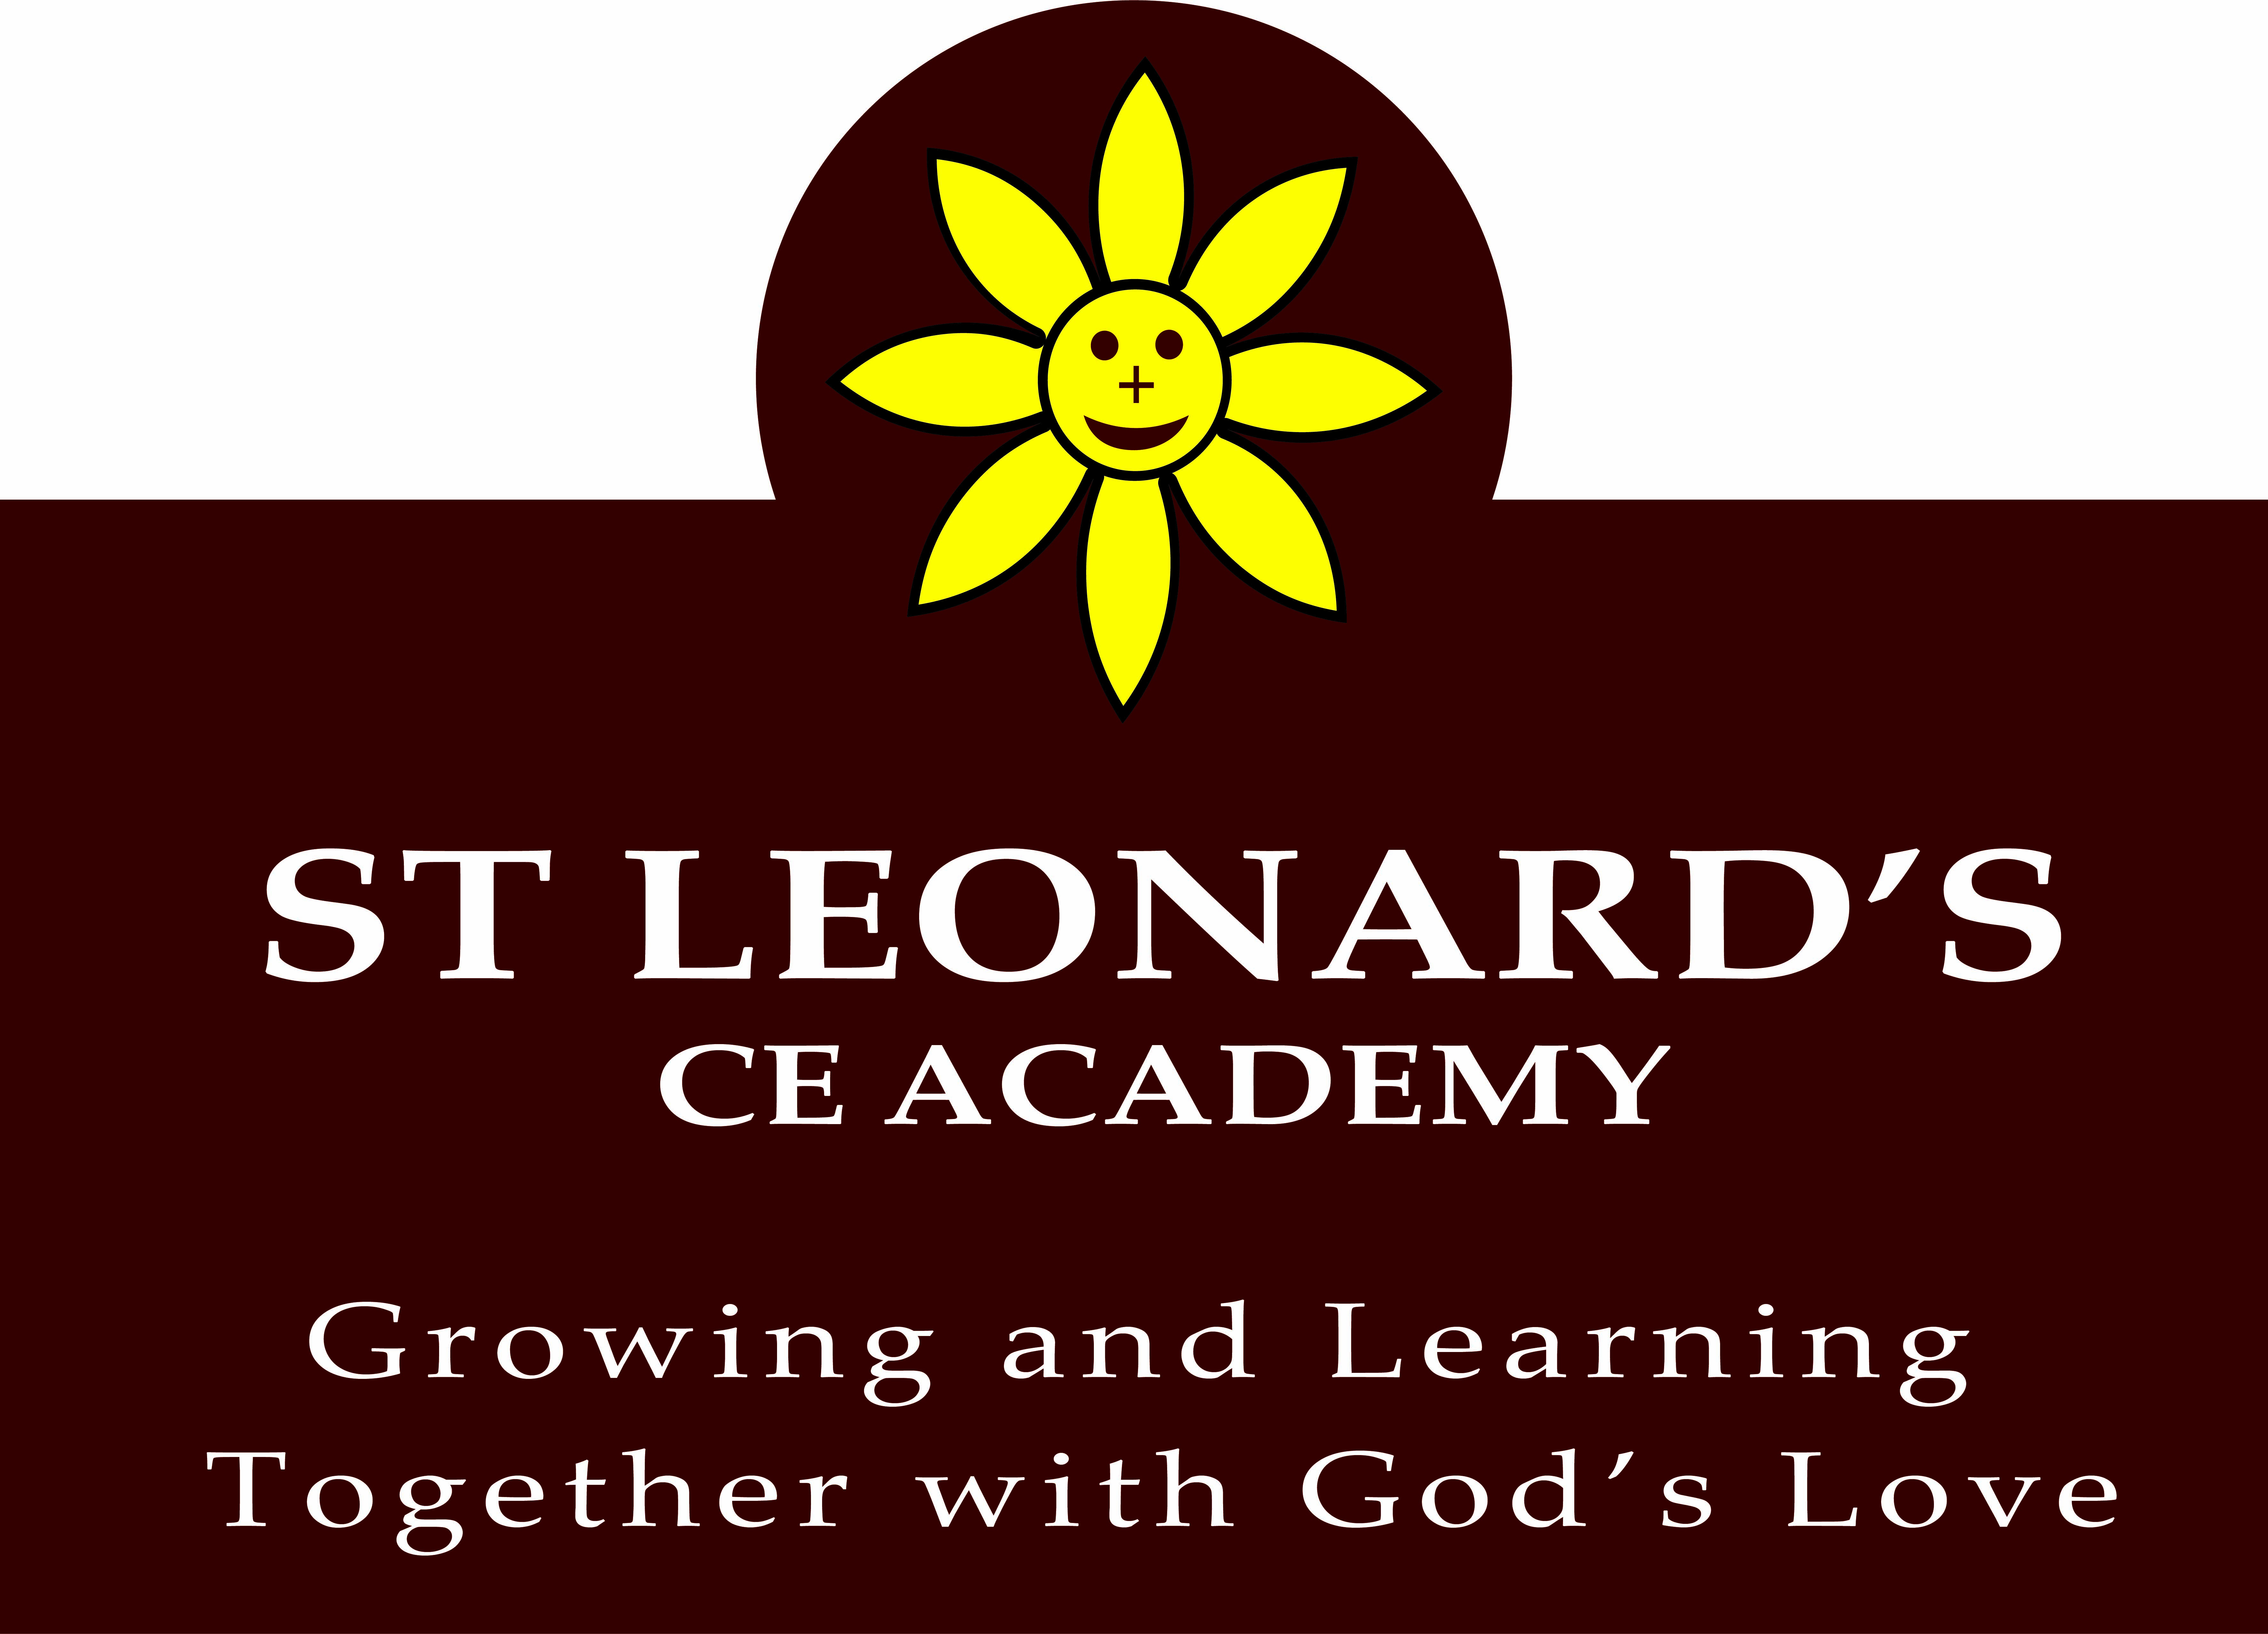 ST LEONARD’S
CE ACADEMY
Growing and Learning
Together with God’s Love